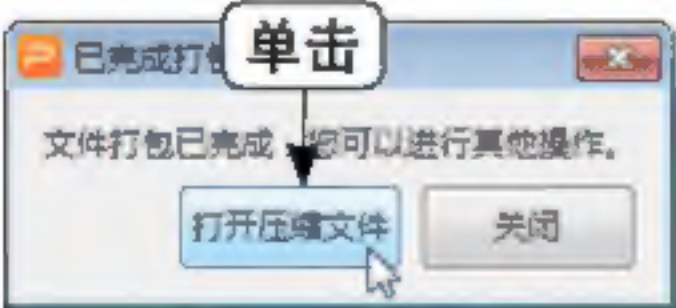 单击
已完成打包
文件打包已完成，您可以进行其他操作。
打开压缩文件
关闭